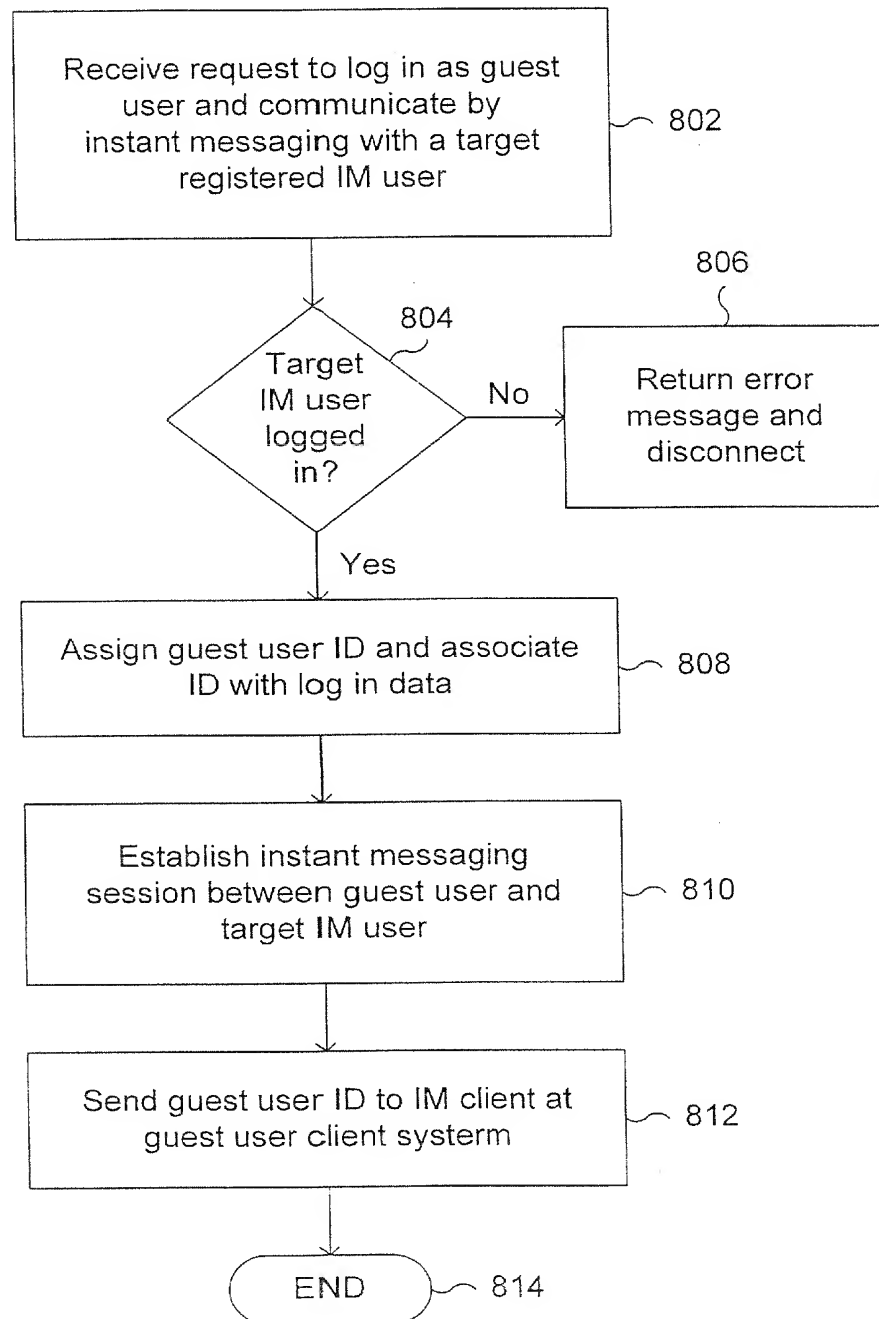 Receive request to log in as guest
user and communicate by
instant messaging with a target
registered IM user
802
804
Target
IM user
logged
in?
No
806
Return error
message and
disconnect
Yes
Assign guest user ID and associate
ID with log in data
808
Establish instant messaging
session between guest user and
target IM user
810
Send guest user ID to IM client at
guest user client systerm
812
END
814